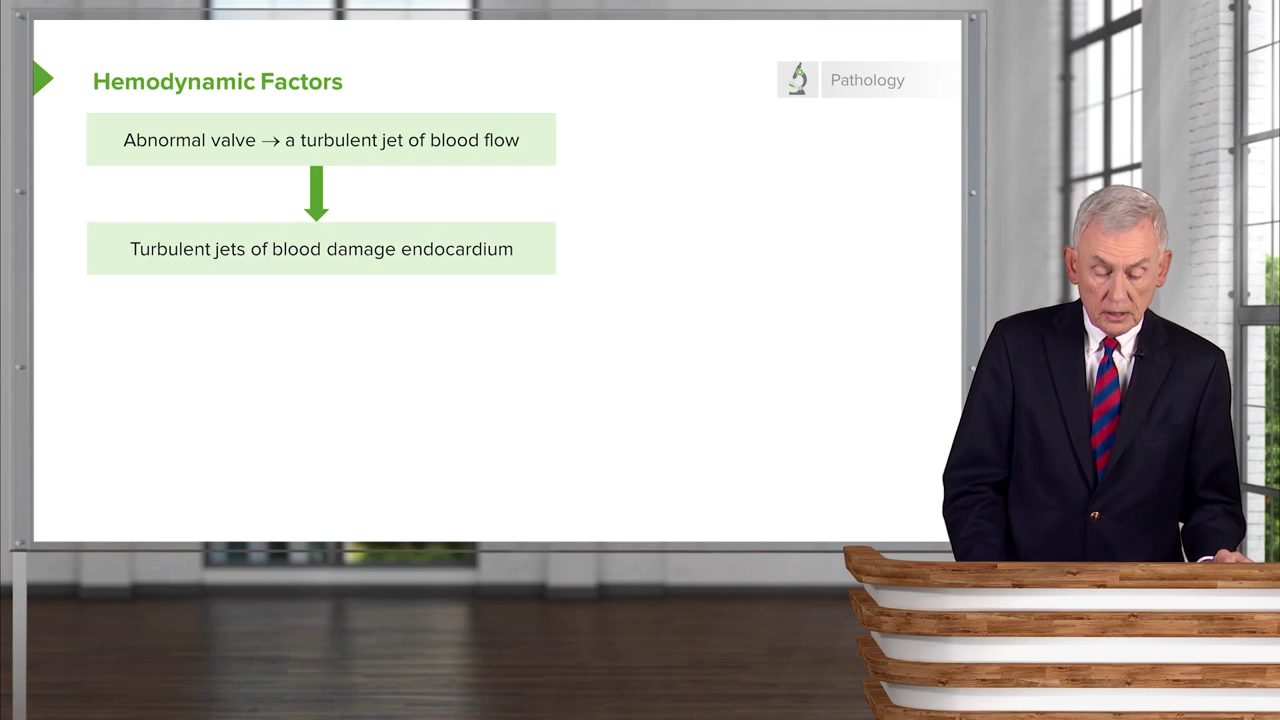 Hemodynamic Factors
Pathology
Abnormal valve → a turbulent jet of blood flow
Turbulent jets of blood damage endocardium